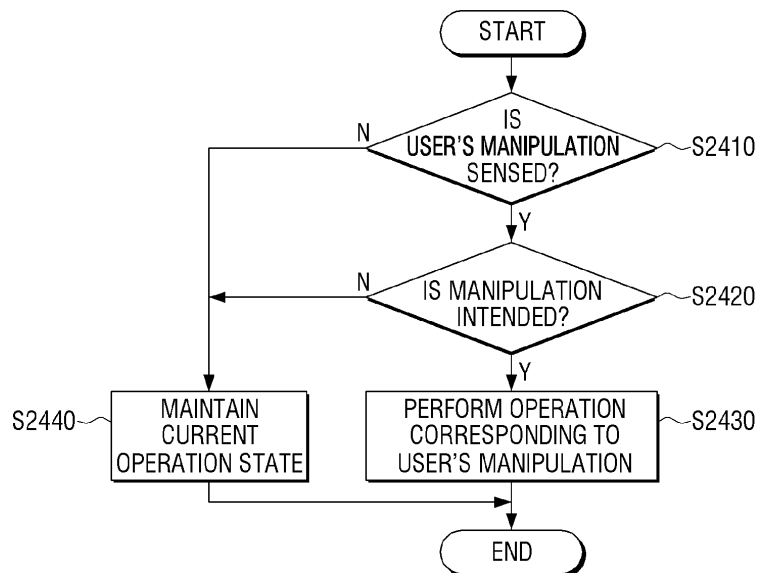 START
IS
USER'S MANIPULATION
SENSED?
S2410
N
Y
IS MANIPULATION
INTENDED?
S2420
N
Y
S2440
MAINTAIN
CURRENT
OPERATION STATE
PERFORM OPERATION
CORRESPONDING TO
USER'S MANIPULATION
S2430
END